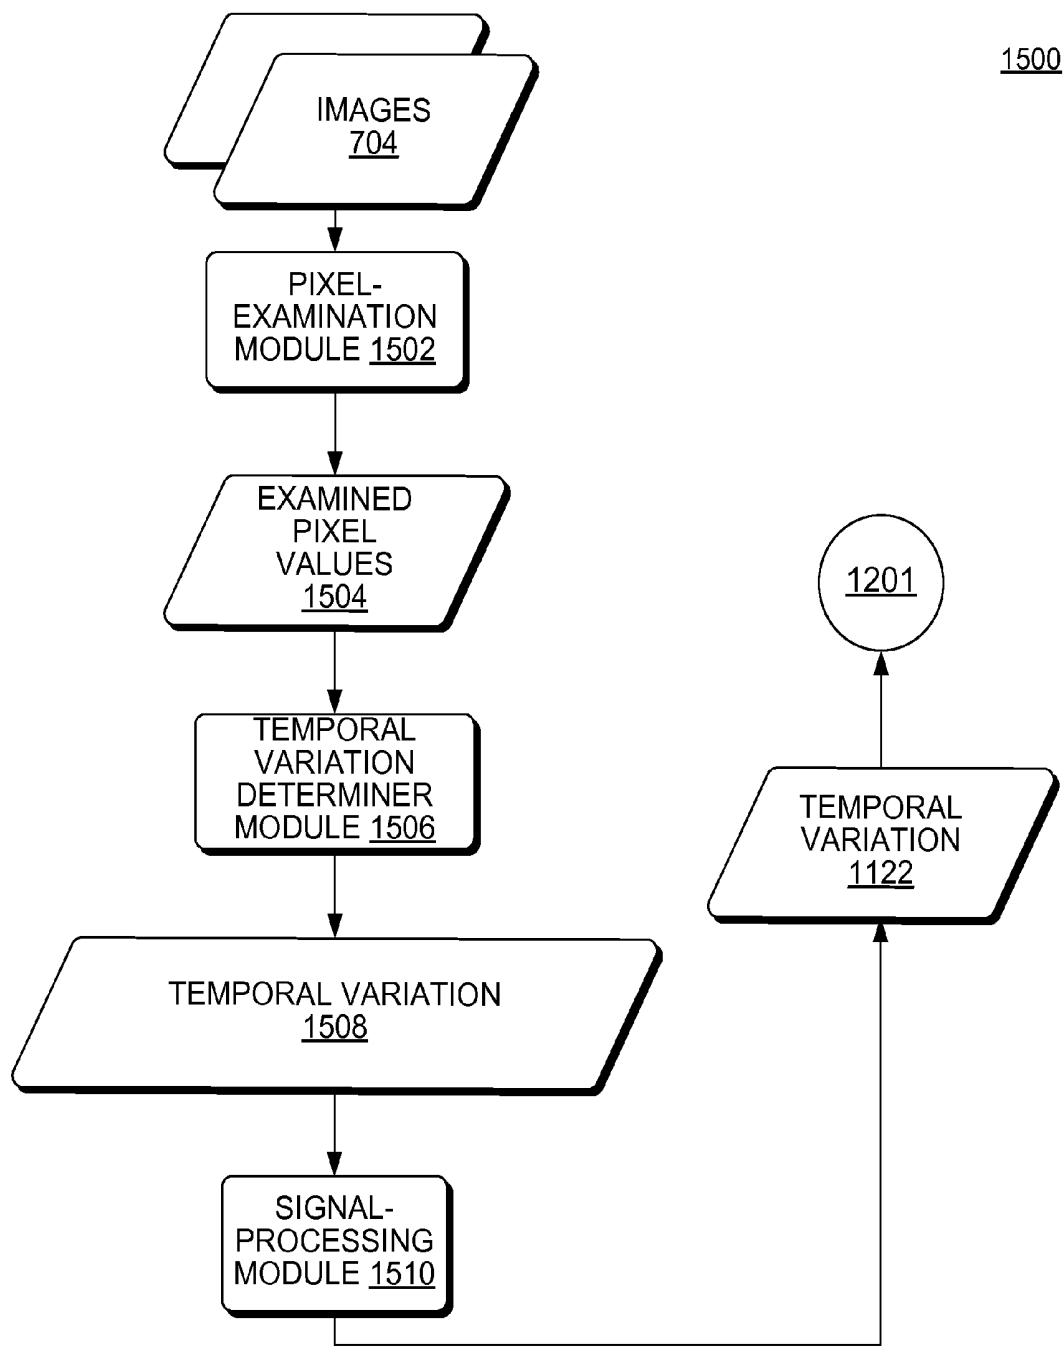 1500
IMAGES
704
PIXEL-
EXAMINATION
MODULE 1502
EXAMINED
PIXEL
VALUES
1504
TEMPORAL
VARIATION
DETERMINER
MODULE 1506
TEMPORAL VARIATION
1508
SIGNAL-
PROCESSING
MODULE 1510
TEMPORAL
VARIATION
1122
1201